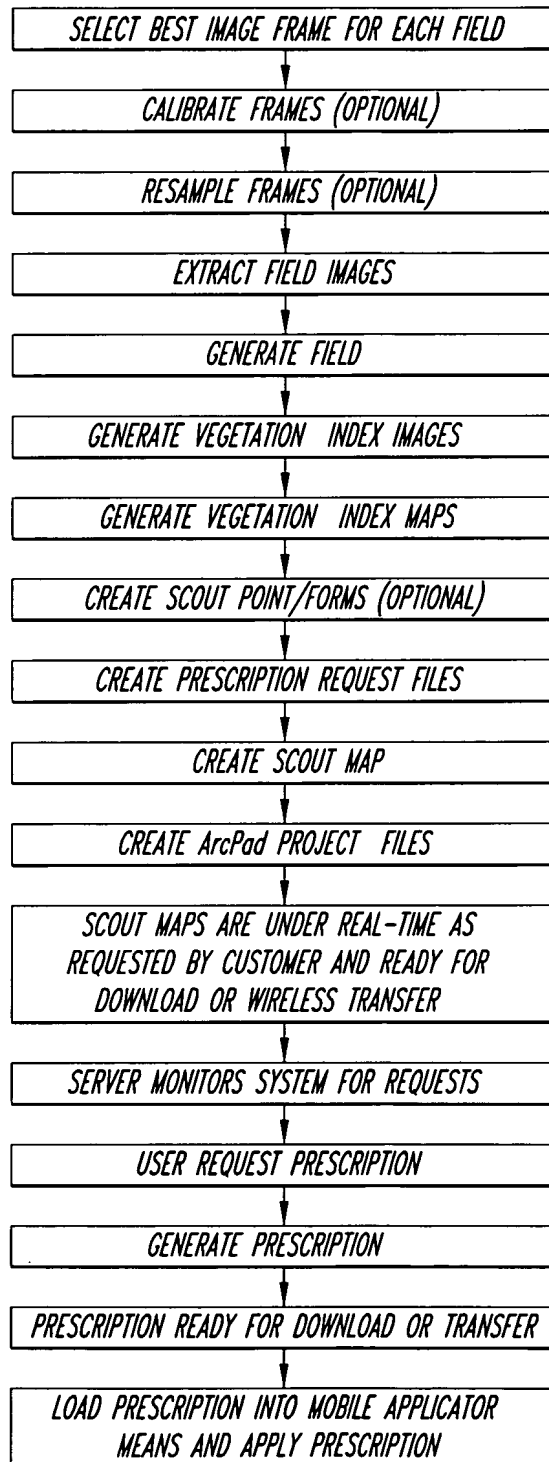 SELECT BEST IMAGE FRAME FOR EACH FIELD
CALIBRATE FRAMES (OPTIONAL)
RESAMPLE FRAMES (OPTIONAL)
EXTRACT FIELD IMAGES
GENERATE FIELD
GENERATE VEGETATION INDEX IMAGES
GENERATE VEGETATION INDEX MAPS
CREATE SCOUT POINT/FORMS (OPTIONAL)
CREATE PRESCRIPTION REQUEST FILES
CREATE SCOUT MAP
CREATE ArcPad PROJECT FILES
SCOUT MAPS ARE UNDER REAL-TIME AS
REQUESTED BY CUSTOMER AND READY FOR
DOWNLOAD OR WIRELESS TRANSFER
SERVER MONITORS SYSTEM FOR REQUESTS
USER REQUEST PRESCRIPTION
GENERATE PRESCRIPTION
PRESCRIPTION READY FOR DOWNLOAD OR TRANSFER
LOAD PRESCRIPTION INTO MOBILE APPLICATOR
MEANS AND APPLY PRESCRIPTION